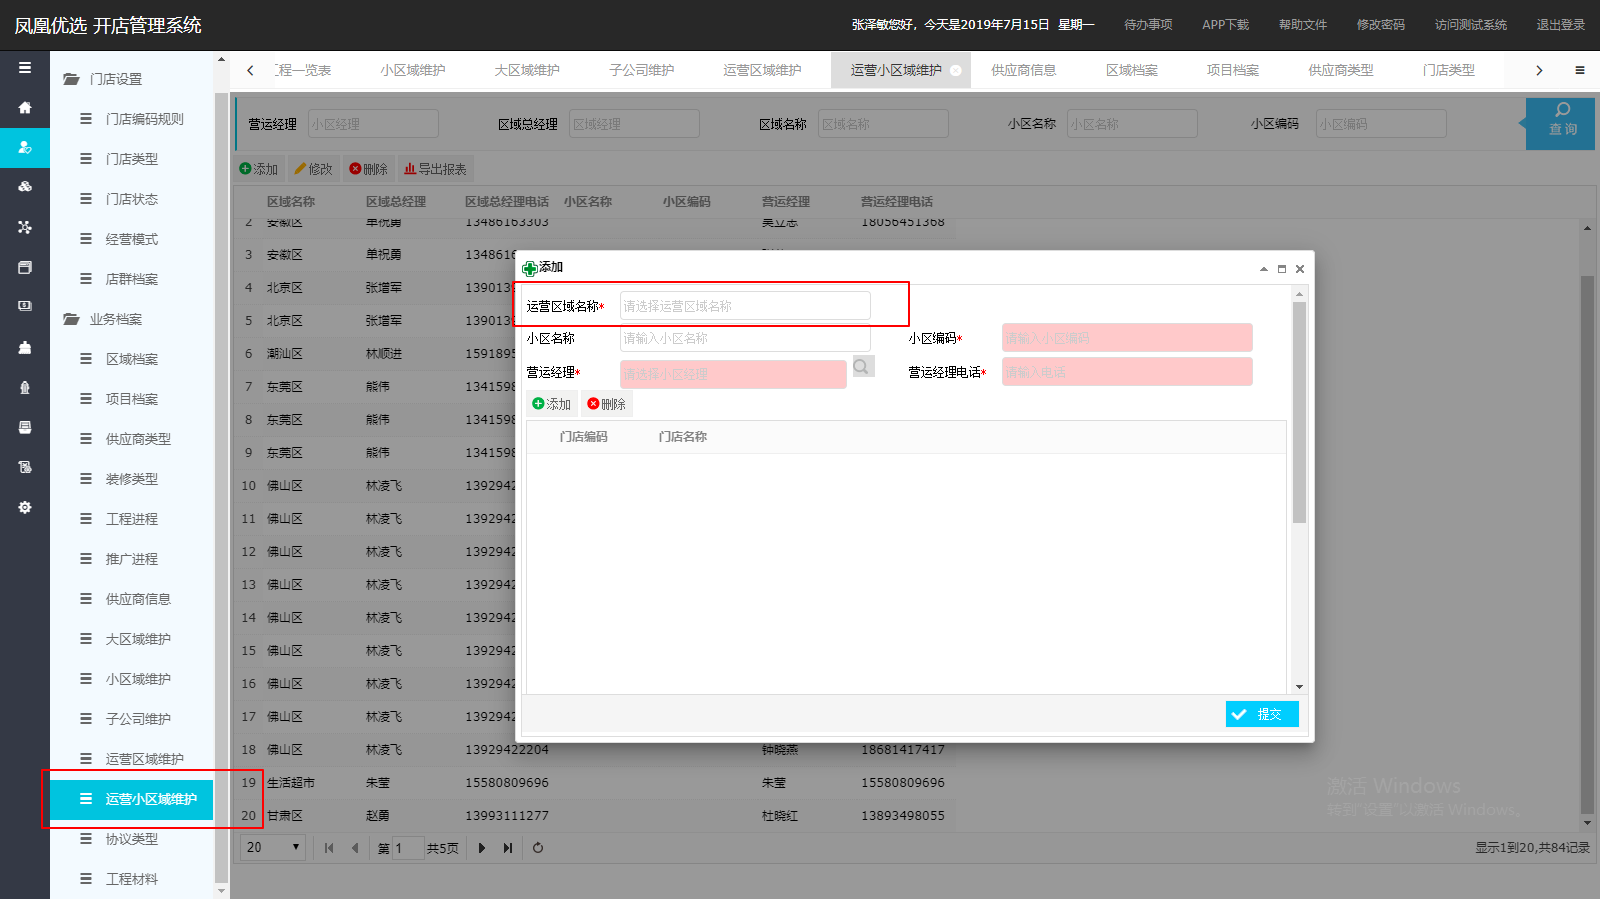 凤凰优选 开店管理系统
张泽敏您好，今天是2019年7月15日 星期一 待办事项 APP下载 帮助文件 修改密码 访问测试系统 退出登录
门店设置
门店编码规则
门店类型
门店状态
经营模式
店群档案
业务档案
区域档案
项目档案
供应商类型
装修类型
工程进程
推广进程
供应商信息
大区域维护
小区域维护
子公司维护
运营区域维护
运营小区域维护
协议类型
工程材料
程一览表 小区域维护 大区域维护 子公司维护 运营区域维护 运营小区域维护 供应商信息 区域档案 项目档案 供应商类型 门店类型
营运经理 小区经理 区域总经理 区域经理 区域名称 区域名称 小区名称 小区名称 小区编码 小区编码 查 询
添加 修改 删除 导出报表
区域名称 区域总经理 区域总经理电话 小区名称 小区编码 营运经理 营运经理电话
2 安徽区 单祝勇 13486163303 吴立志 18056451368
3 安徽区 单祝勇 1348616
4 北京区 张增军 1390139
5 北京区 张增军 1390139
6 潮汕区 林顺进 1591895
7 东莞区 熊伟 1341598
8 东莞区 熊伟 1341598
9 东莞区 熊伟 1341598
10 佛山区 林凌飞 1392942
11 佛山区 林凌飞 1392942
12 佛山区 林凌飞 1392942
13 佛山区 林凌飞 1392942
14 佛山区 林凌飞 1392942
15 佛山区 林凌飞 1392942
16 佛山区 林凌飞 1392942
17 佛山区 林凌飞 1392942
18 佛山区 林凌飞 13929422204 钟晓燕 18681417417
19 生活超市 朱莹 15580809696 朱莹 15580809696
20 甘肃区 赵勇 13993111277 杜晓红 13893498055
20 第 1 共5页 显示1到20,共84记录
添加
运营区域名称* 请选择运营区域名称
小区名称 请输入小区名称 小区编码* 请输入小区编码
营运经理* 请选择小区经理 营运经理电话* 请输入电话
添加 删除
门店编码 门店名称
提交
激活 Windows
转到"设置"以激活 Windows。